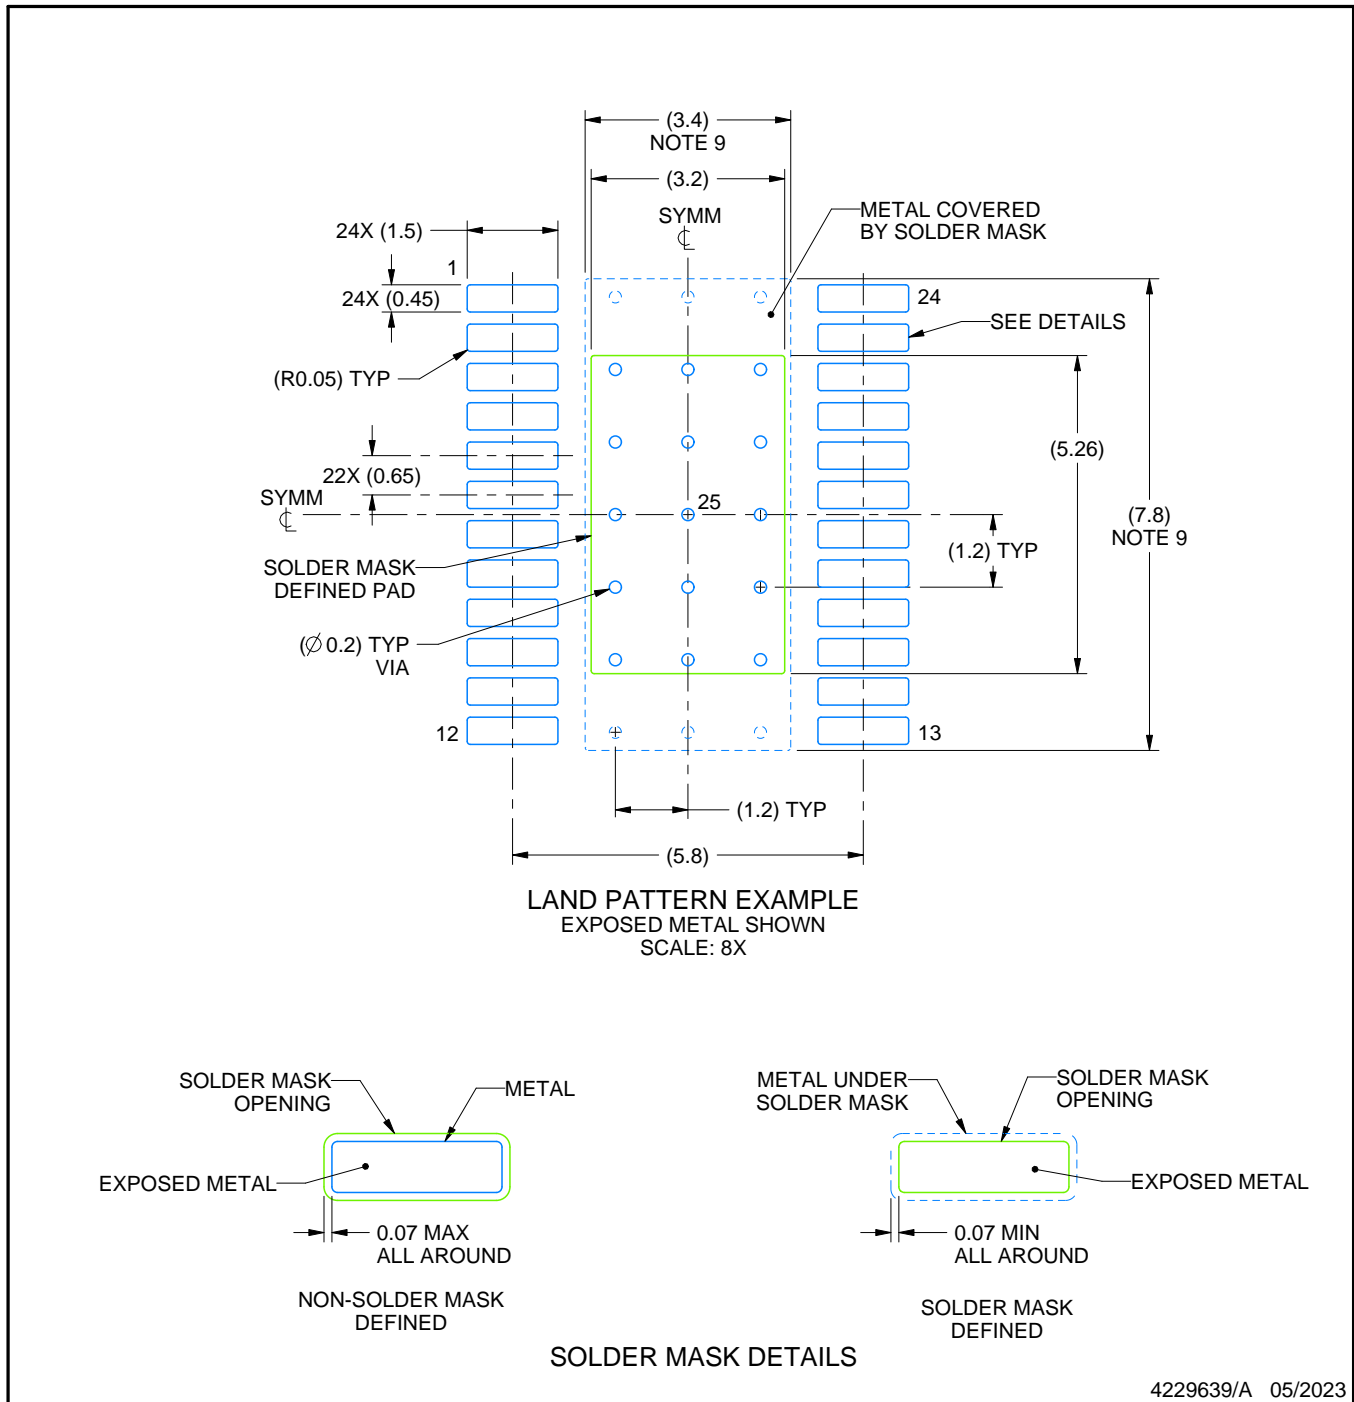 (3.4)
NOTE 9
(3.2)
SYMM
METAL COVERED
BY SOLDER MASK
24X (1.5)
1
24X (0.45)
24
SEE DETAILS
(R0.05) TYP
(5.26)
22X (0.65)
SYMM
25
(7.8)
NOTE 9
(1.2) TYP
SOLDER MASK
DEFINED PAD
(Ø 0.2) TYP
VIA
12
13
(1.2) TYP
(5.8)
LAND PATTERN EXAMPLE
EXPOSED METAL SHOWN
SCALE: 8X
SOLDER MASK
OPENING
METAL
EXPOSED METAL
0.07 MAX
ALL AROUND
NON-SOLDER MASK
DEFINED
METAL UNDER
SOLDER MASK
SOLDER MASK
OPENING
EXPOSED METAL
0.07 MIN
ALL AROUND
SOLDER MASK
DEFINED
SOLDER MASK DETAILS
4229639/A 05/2023